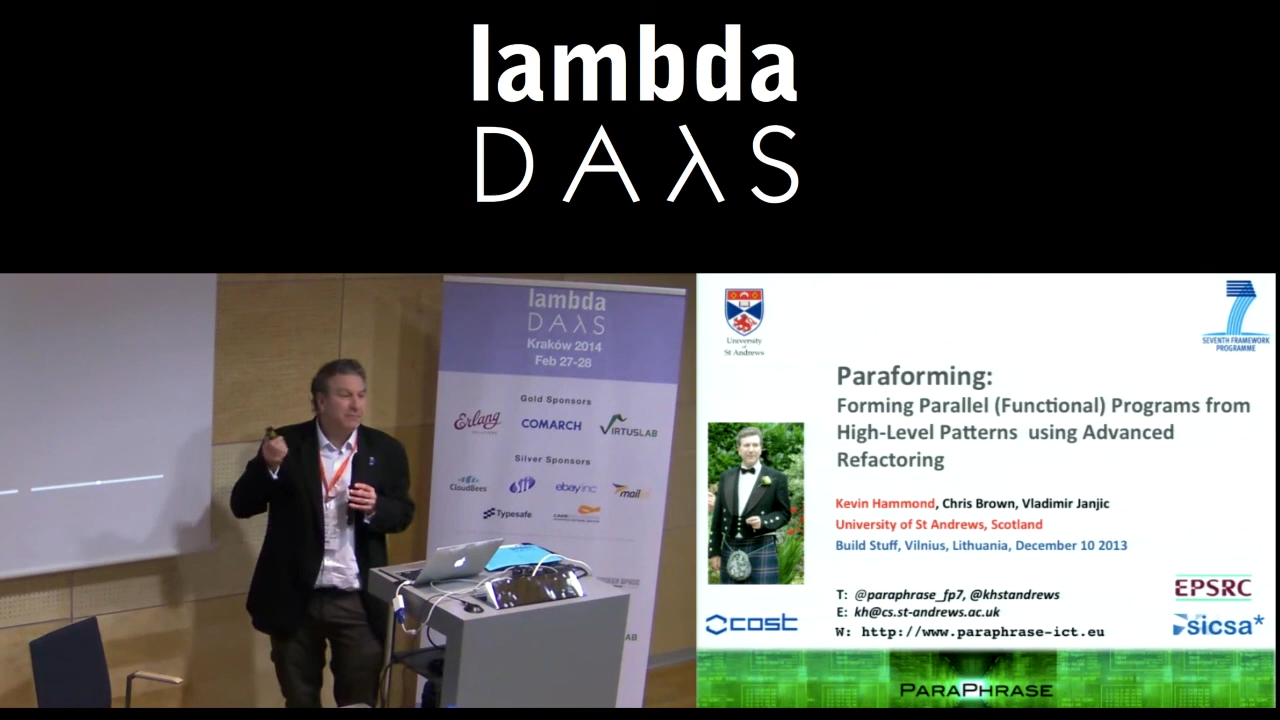 lambda
DAλS
lambda
DAλS
Kraków 2014
Feb 27-28
Gold Sponsors
Erlang
COMARCH
VIRTUSLAB
Silver Sponsors
CloudBees
ebay inc
mail
Typesafe
University
of
St Andrews
SEVENTH FRAMEWORK
PROGRAMME
Paraforming:
Forming Parallel (Functional) Programs from
High-Level Patterns using Advanced
Refactoring
Kevin Hammond, Chris Brown, Vladimir Janjic
University of St Andrews, Scotland
Build Stuff, Vilnius, Lithuania, December 10 2013
T: @paraphrase_fp7, @khstandrews
E: kh@cs.st-andrews.ac.uk
W: http://www.paraphrase-ict.eu
EPSRC
cost
sicsa*
PARAPHRASE